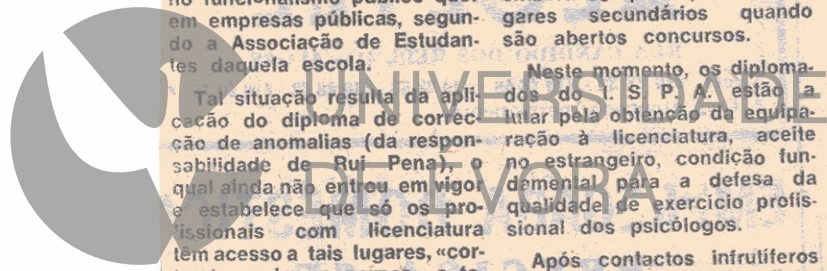 no funcionalismo público quer
em empresas públicas, segun-
do a Associação de Estudan-
tes daquela escola.
Tal situação resulta da apli-
cação do diploma de correc-
ção de anomalias (da respon-
sabilidade de Rui Pena), o
qual ainda não entrou em vigor
e estabelece que só os pro-
fissionais com licenciatura
têm acesso a tais lugares, «cor-
gares secundários quando
são abertos concursos.
Neste momento, os diploma-
dos do I. S. P. A. estão a
lutar pela obtenção da equipa-
ração à licenciatura, aceite
no estrangeiro, condição fun-
damental para a defesa da
qualidade de exercício profis-
sional dos psicólogos.
Após contactos infrutíferos
UNIVERSIDADE
DE ÉVORA